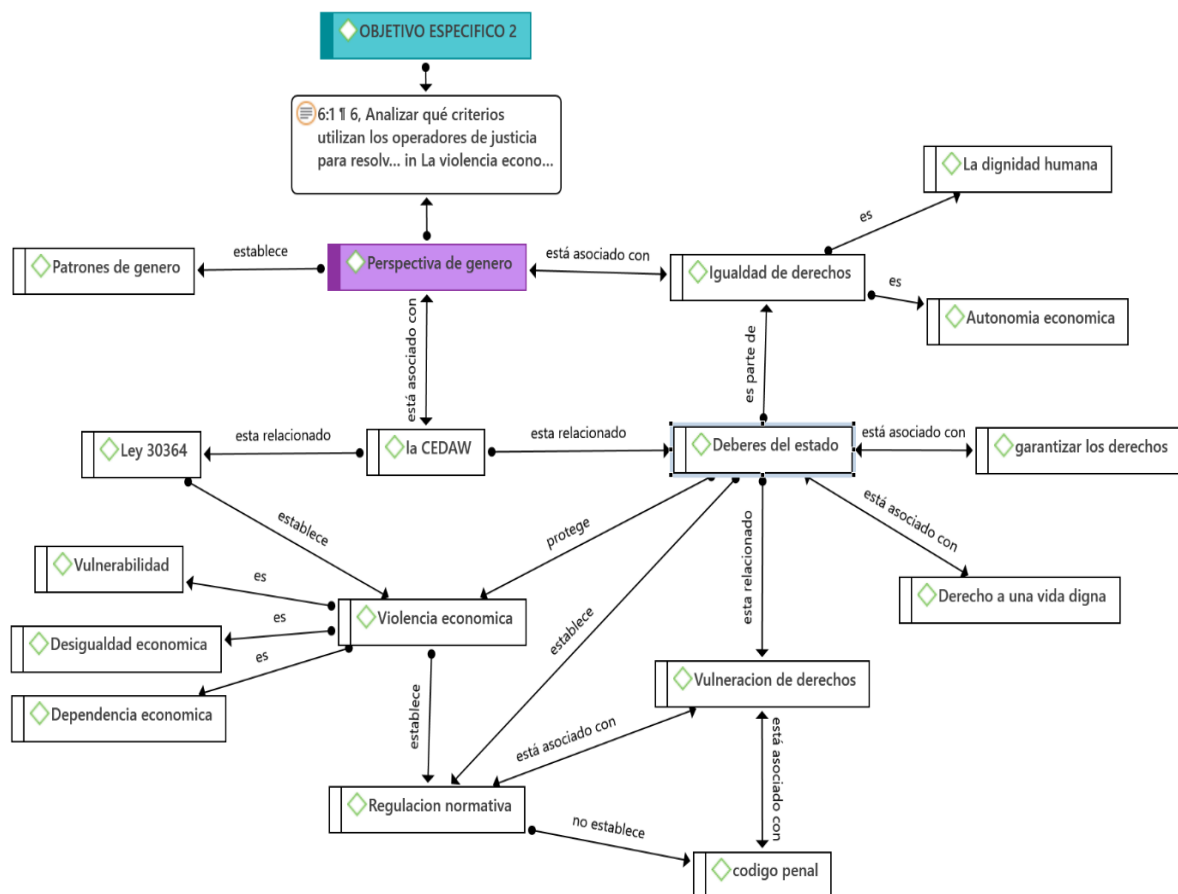 OBJETIVO ESPECIFICO 2
6:1 ¶ 6, Analizar qué criterios
utilizan los operadores de justicia
para resolv... in La violencia econo...
La dignidad humana
es
establece
Patrones de genero
Perspectiva de genero
está asociado con
Igualdad de derechos
es
Autonomia economica
está asociado con
es parte de
Ley 30364
esta relacionado
la CEDAW
esta relacionado
Deberes del estado
está asociado con
garantizar los derechos
establece
protege
está asociado con
Vulnerabilidad
es
esta relacionado
Derecho a una vida digna
Violencia economica
es
Desigualdad economica
es
establece
Dependencia economica
Vulneracion de derechos
establece
está asociado con
está asociado con
Regulacion normativa
no establece
codigo penal